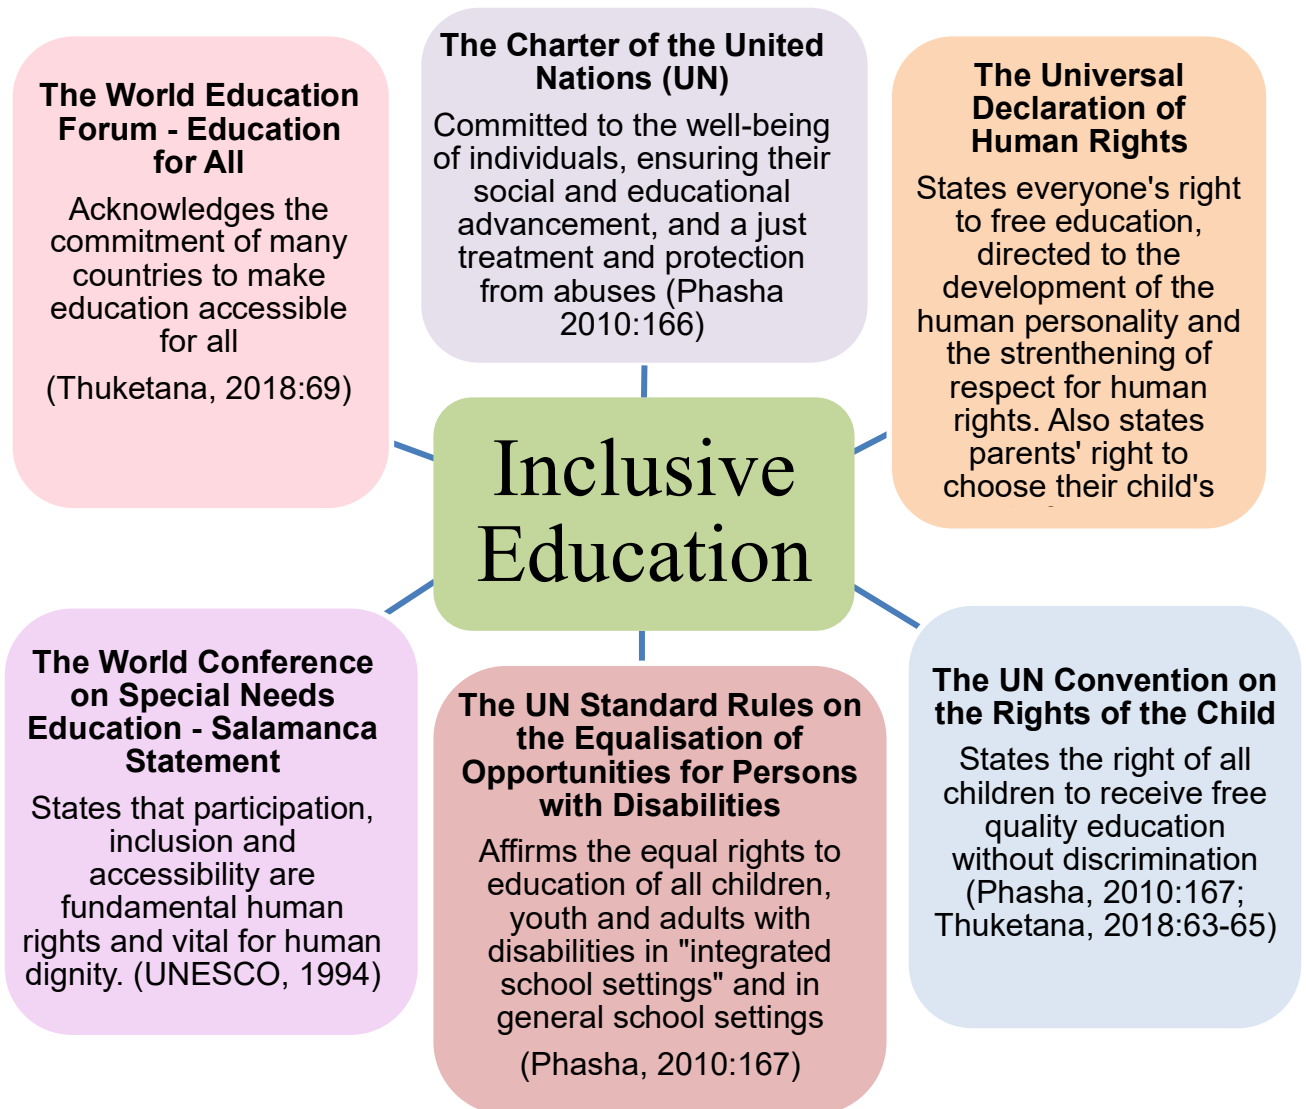 The World Education
Forum - Education
for All
Acknowledges the
commitment of many
countries to make
education accessible
for all
(Thuketana, 2018:69)
The Charter of the United
Nations (UN)
Committed to the well-being
of individuals, ensuring their
social and educational
advancement, and a just
treatment and protection
from abuses (Phasha
2010:166)
The Universal
Declaration of
Human Rights
States everyone's right
to free education,
directed to the
development of the
human personality and
the strenthening of
respect for human
rights. Also states
parents' right to
choose their child's
Inclusive
Education
The World Conference
on Special Needs
Education - Salamanca
Statement
States that participation,
inclusion and
accessibility are
fundamental human
rights and vital for human
dignity. (UNESCO, 1994)
The UN Standard Rules on
the Equalisation of
Opportunities for Persons
with Disabilities
Affirms the equal rights to
education of all children,
youth and adults with
disabilities in "integrated
school settings" and in
general school settings
(Phasha, 2010:167)
The UN Convention on
the Rights of the Child
States the right of all
children to receive free
quality education
without discrimination
(Phasha, 2010:167;
Thuketana, 2018:63-65)